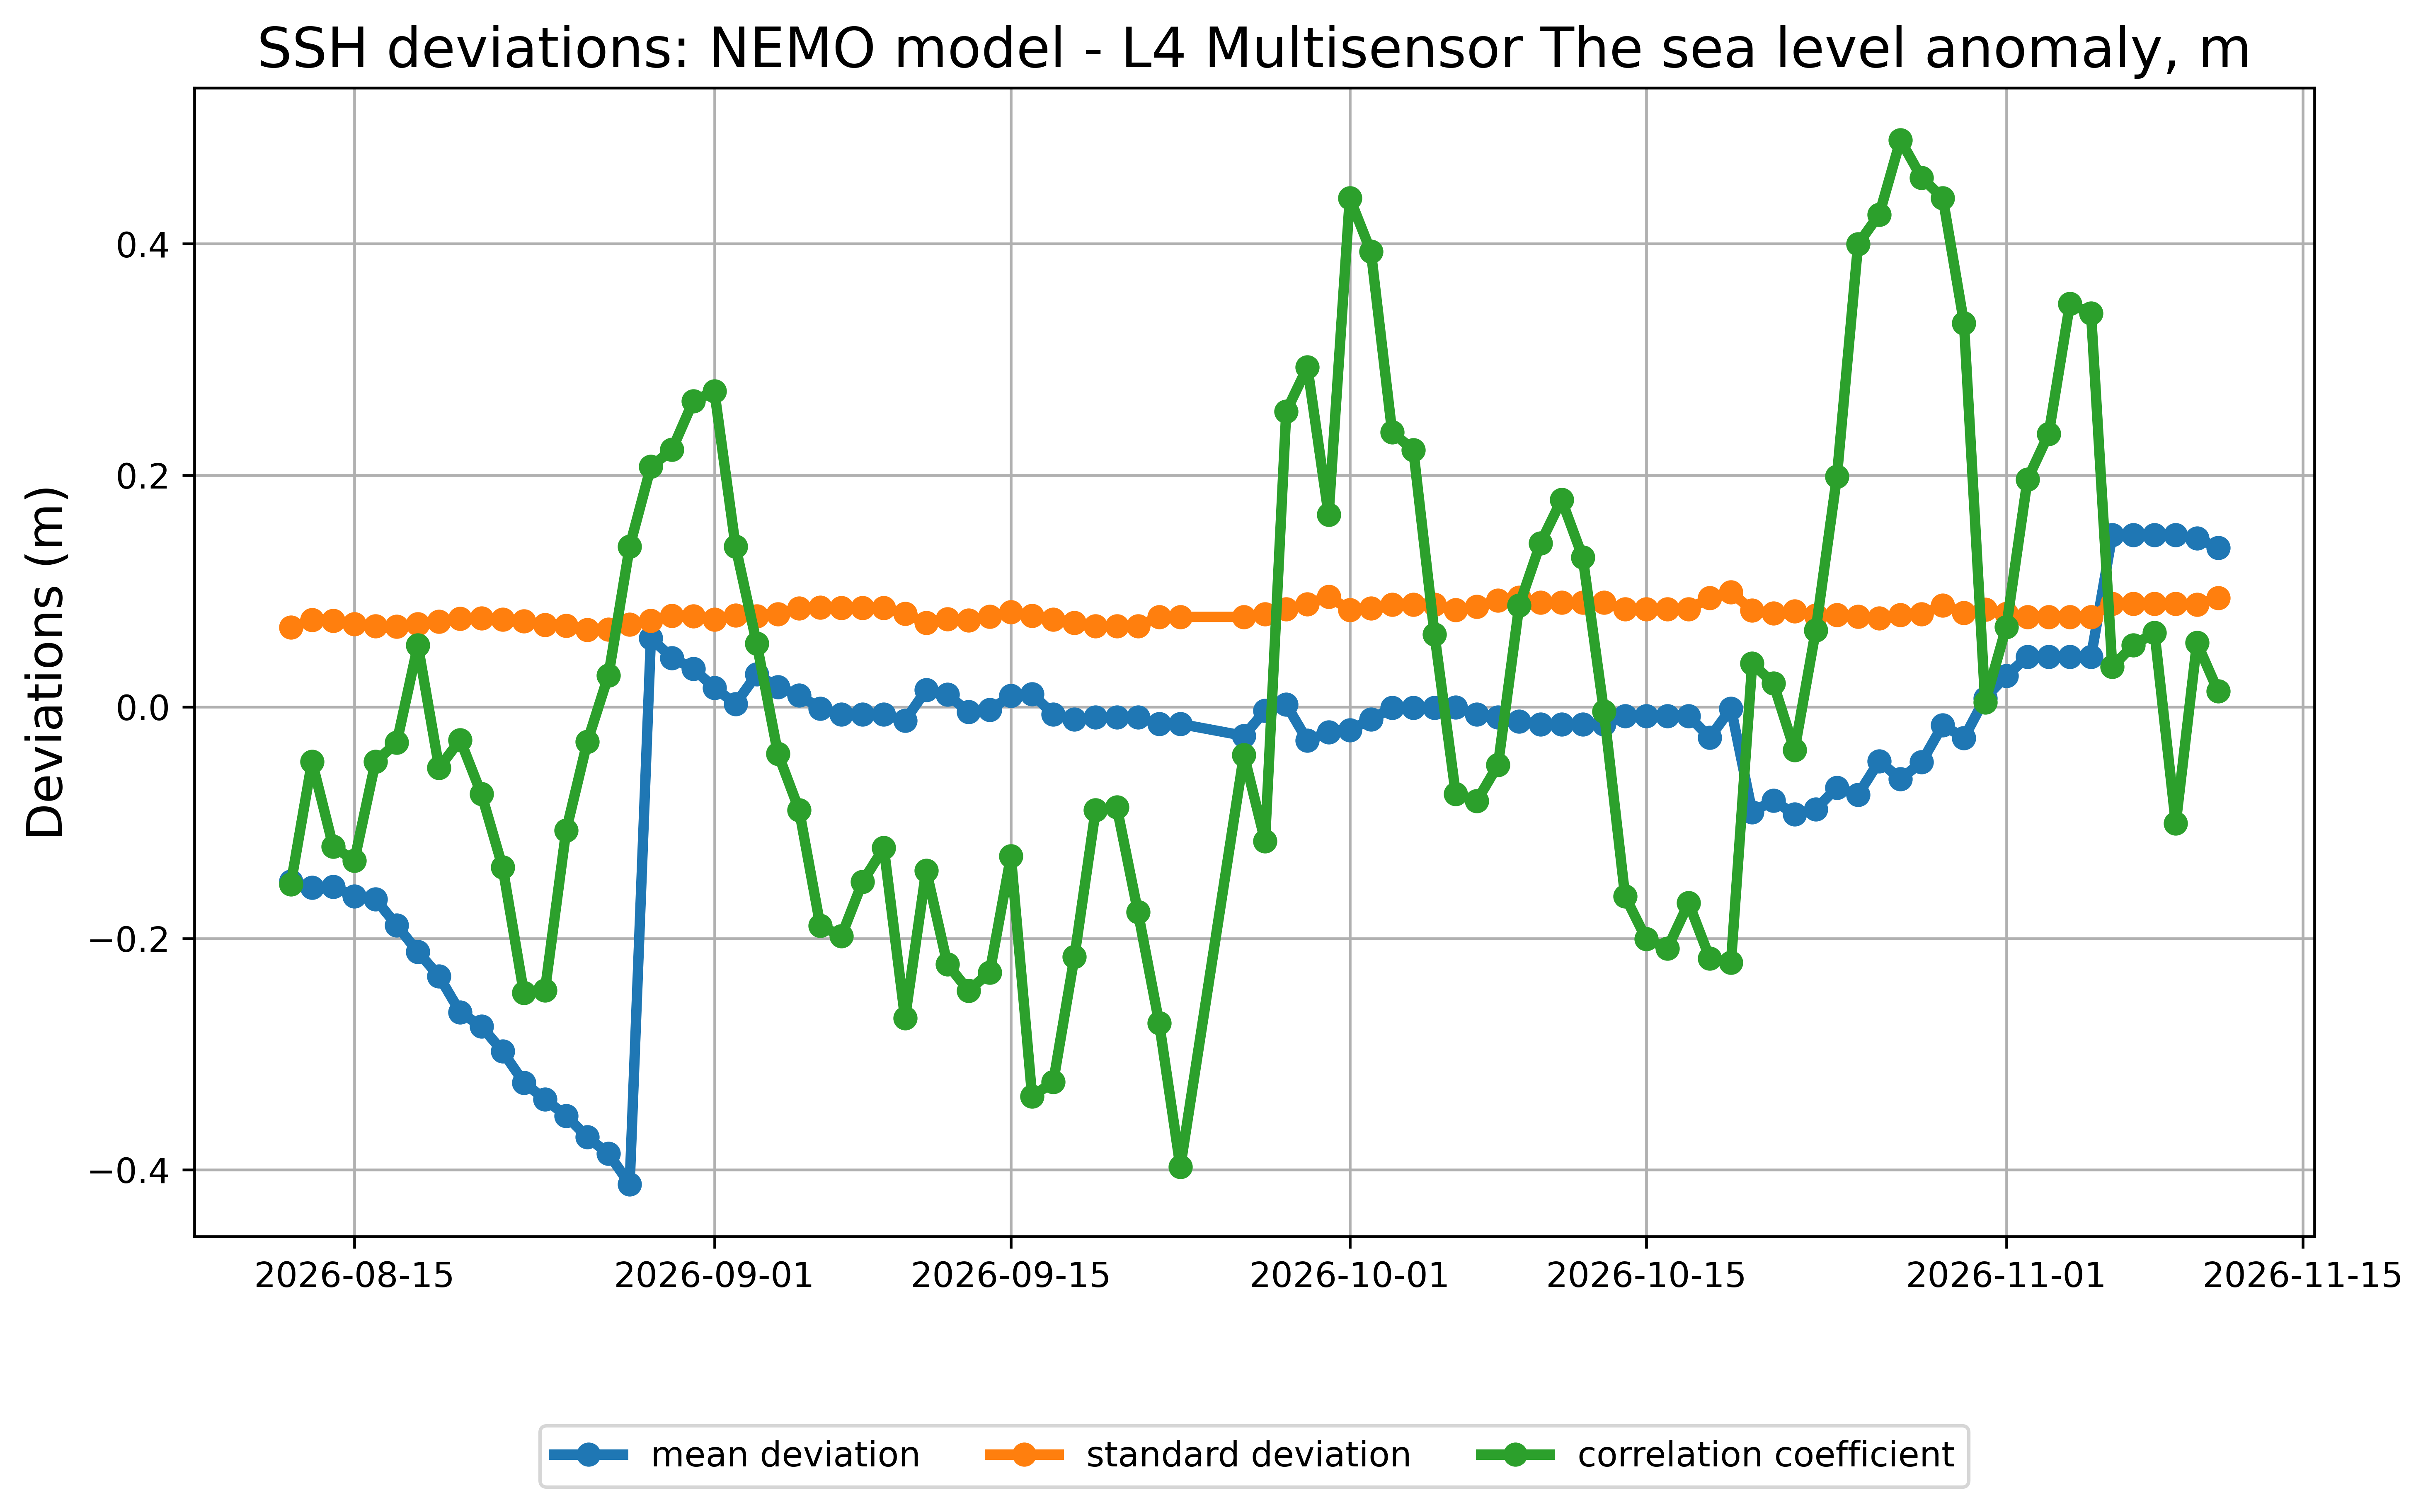 SSH deviations: NEMO model - L4 Multisensor The sea level anomaly, m
Deviations (m)
0.4
0.2
0.0
−0.2
−0.4
2026-08-15 2026-09-01 2026-09-15 2026-10-01 2026-10-15 2026-11-01 2026-11-15
mean deviation standard deviation correlation coefficient